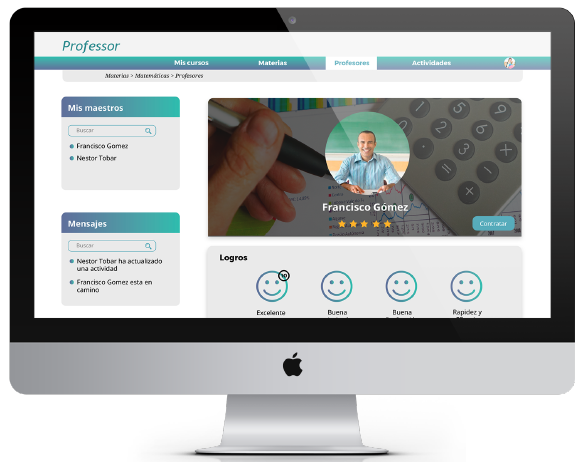 Professor
Mis cursos
Materias
Profesores
Actividades
Materias > Matemáticas > Profesores
Mis maestros
Buscar
Francisco Gomez
Nestor Tobar
Francisco Gómez
Contratar
Mensajes
Buscar
Nestor Tobar ha actualizado
una actividad
Francisco Gomez esta en
camino
Logros
10
Excelente
Buena
Buena
Rapidez y